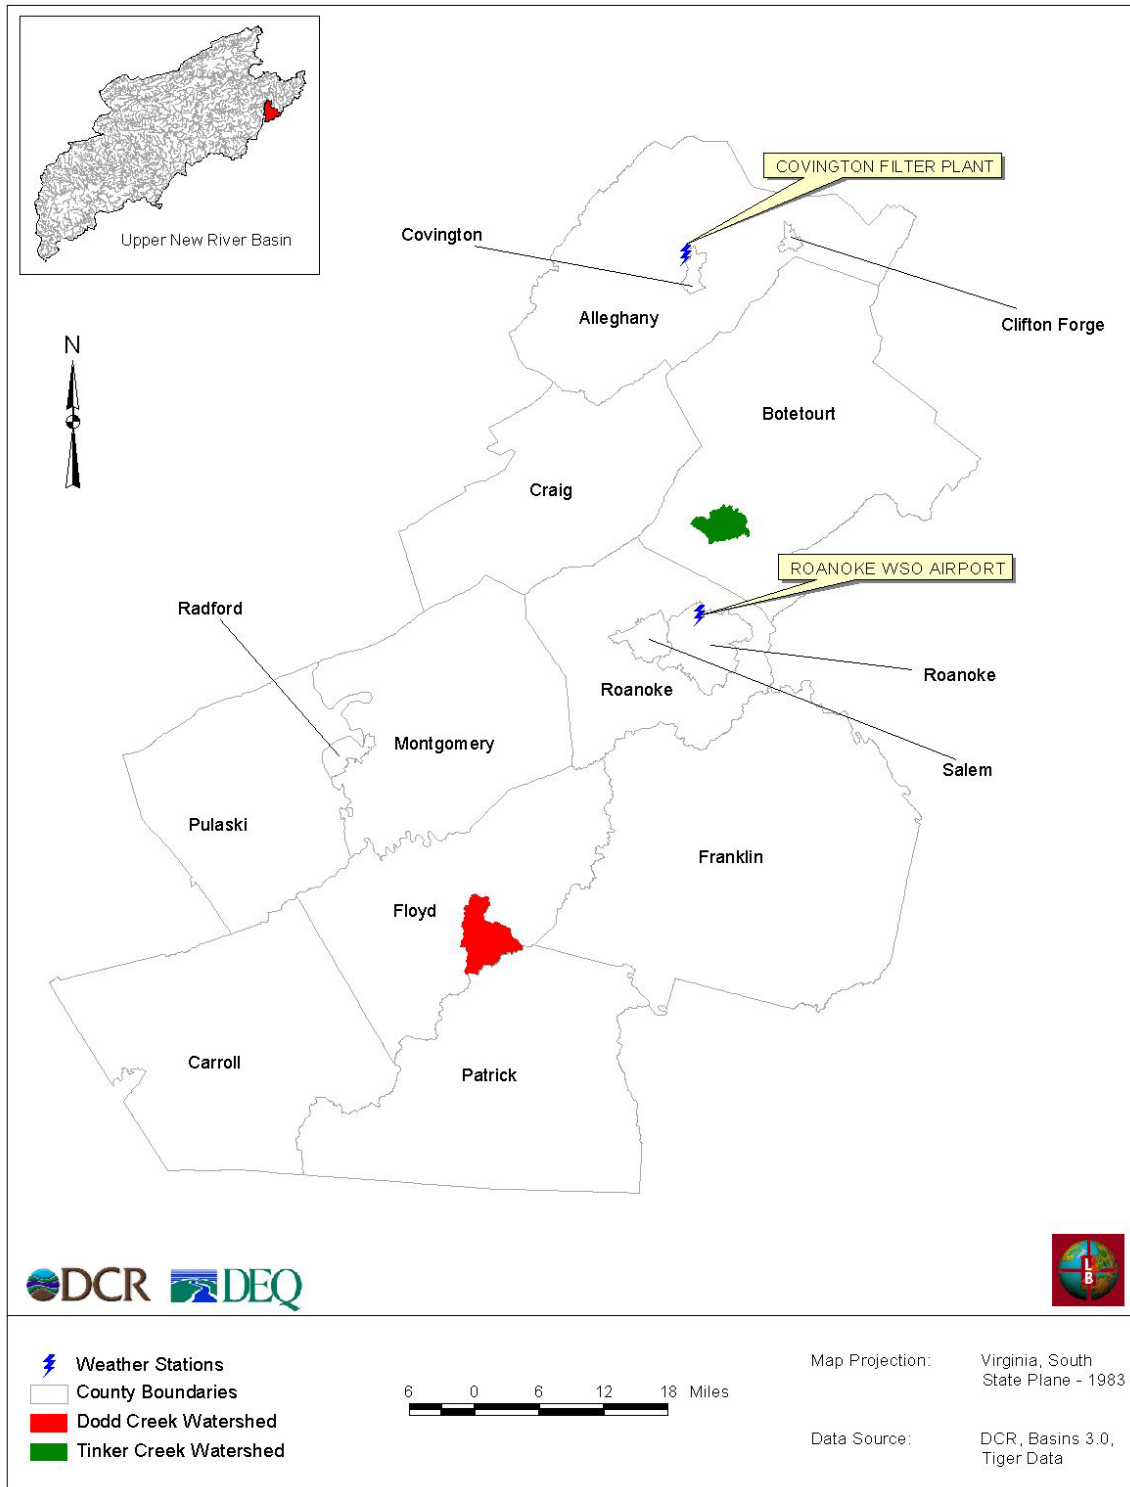 Upper New River Basin
COVINGTON FILTER PLANT
Covington
Alleghany
Clifton Forge
N
Botetourt
Craig
ROANOKE WSO AIRPORT
Radford
Roanoke
Roanoke
Montgomery
Salem
Pulaski
Franklin
Floyd
Carroll
Patrick
DCR
DEQ
L
B
Weather Stations
County Boundaries
Dodd Creek Watershed
Tinker Creek Watershed
6 0 6 12 18 Miles
Map Projection: Virginia, South
State Plane - 1983
Data Source: DCR, Basins 3.0,
Tiger Data